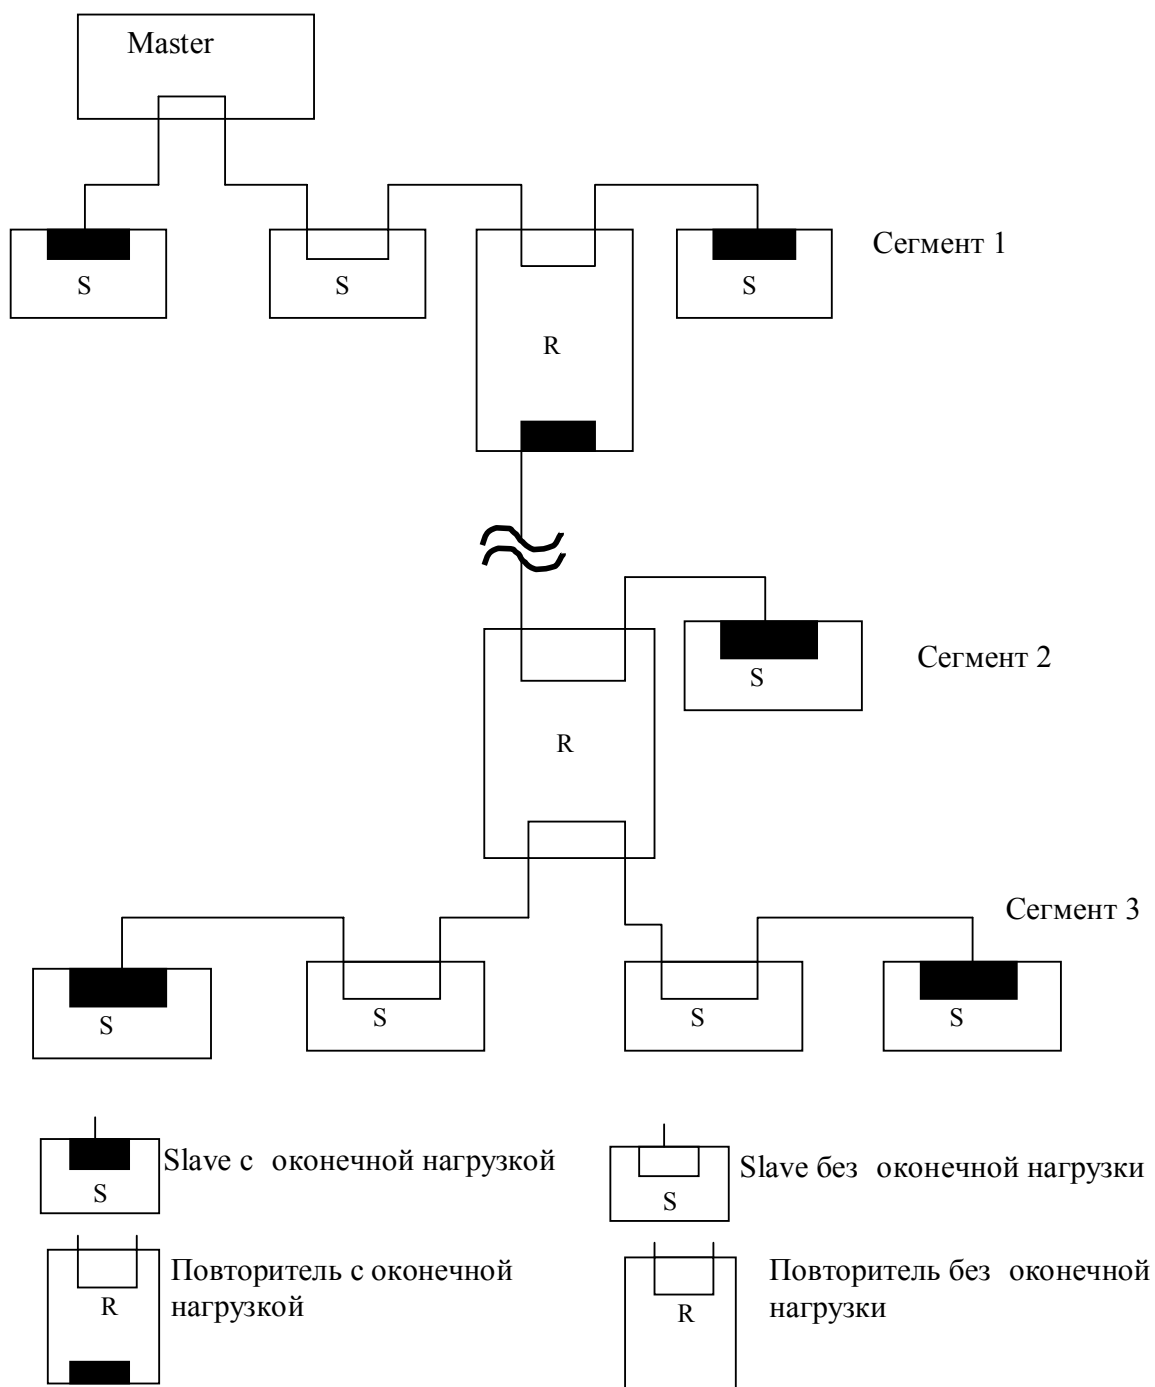 Master
S
S
S
Сегмент 1
R
Сегмент 2
S
R
Сегмент 3
S
S
S
S
Slave с оконечной нагрузкой
S
Slave без оконечной нагрузки
S
Повторитель с оконечной
нагрузкой
R
Повторитель без оконечной
нагрузки
R